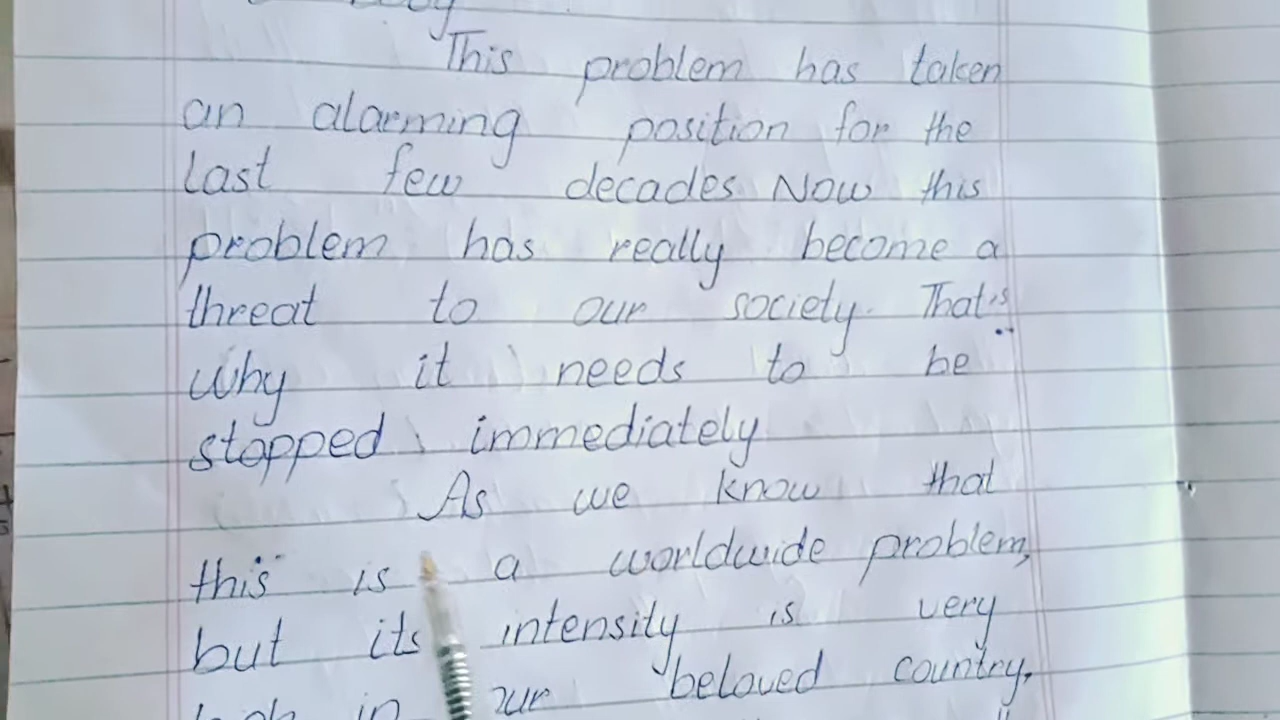 This problem has taken
an alarming position for the
last few decades. Now this
problem has really become a
threat to our society. That's
why it needs to be
stopped immediately
As we know that
this is a worldwide problem,
but its intensity is very
in our beloved country.